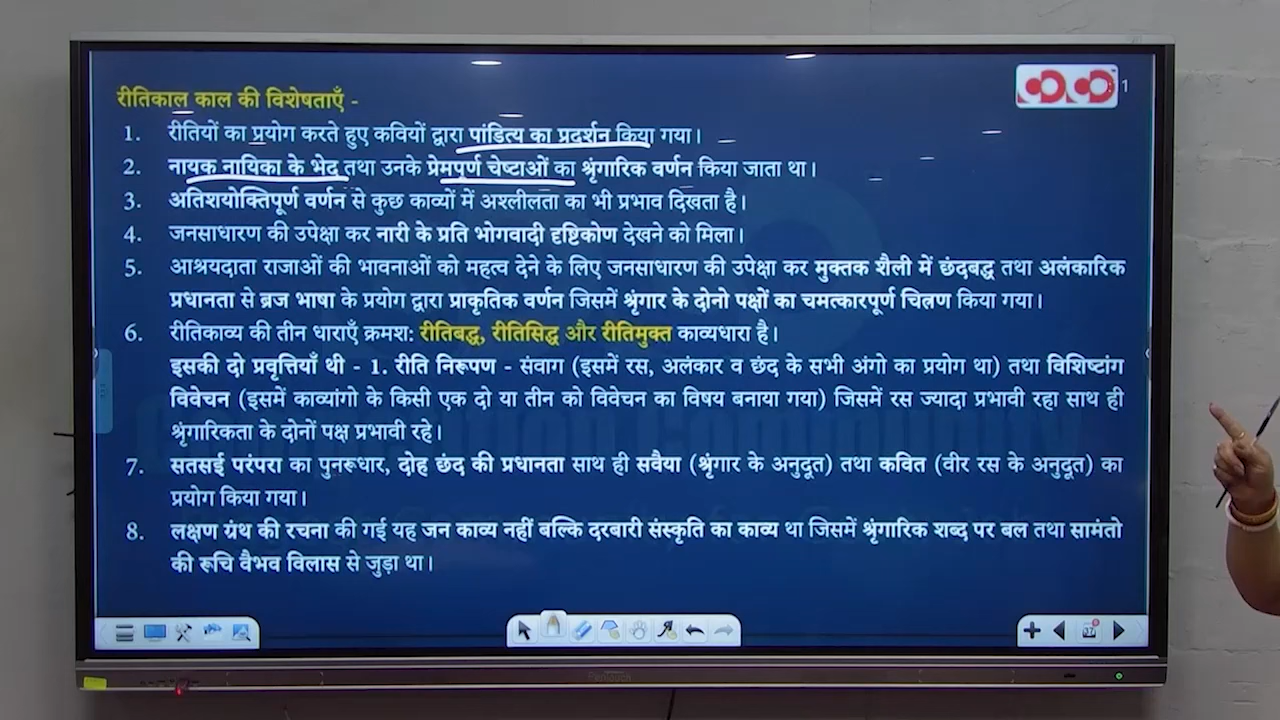 रीतिकाल काल की विशेषताएँ -
1. रीतियों का प्रयोग करते हुए कवियों द्वारा पांडित्य का प्रदर्शन किया गया।
2. नायक नायिका के भेद तथा उनके प्रेमपुर्ण चेष्टाओं का श्रृंगारिक वर्णन किया जाता था।
3. अतिशयोक्तिपूर्ण वर्णन से कुछ काव्यों में अश्लीलता का भी प्रभाव दिखता है।
4. जनसाधारण की उपेक्षा कर नारी के प्रति भोगवादी दृष्टिकोण देखने को मिला।
5. आश्रयदाता राजाओं की भावनाओं को महत्व देने के लिए जनसाधारण की उपेक्षा कर मुक्तक शैली में छंदबद्ध तथा अलंकारिक
प्रधानता से ब्रज भाषा के प्रयोग द्वारा प्राकृतिक वर्णन जिसमें श्रृंगार के दोनो पक्षों का चमत्कारपूर्ण चित्रण किया गया।
6. रीतिकाव्य की तीन धाराएँ क्रमश: रीतिबद्ध, रीतिसिद्ध और रीतिमुक्त काव्यधारा है।
इसकी दो प्रवृत्तियाँ थी - 1. रीति निरूपण - संवाग (इसमें रस, अलंकार व छंद के सभी अंगो का प्रयोग था) तथा विशिष्टांग
विवेचन (इसमें काव्यांगो के किसी एक दो या तीन को विवेचन का विषय बनाया गया) जिसमें रस ज्यादा प्रभावी रहा साथ ही
श्रृंगारिकता के दोनों पक्ष प्रभावी रहे।
7. सतसई परंपरा का पुनरूधार, दोह छंद की प्रधानता साथ ही सवैया (श्रृंगार के अनुदूत) तथा कवित (वीर रस के अनुदूत) का
प्रयोग किया गया।
8. लक्षण ग्रंथ की रचना की गई यह जन काव्य नहीं बल्कि दरबारी संस्कृति का काव्य था जिसमें श्रृंगारिक शब्द पर बल तथा सामंतो
की रूचि वैभव विलास से जुड़ा था।
1
37